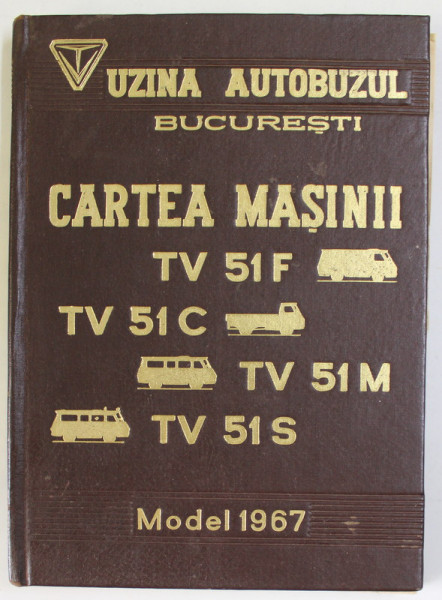 UZINA AUTOBUZUL
BUCUREȘTI
CARTEA MAȘINII
TV 51 F
TV 51 C
TV 51 M
TV 51 S
Model 1967